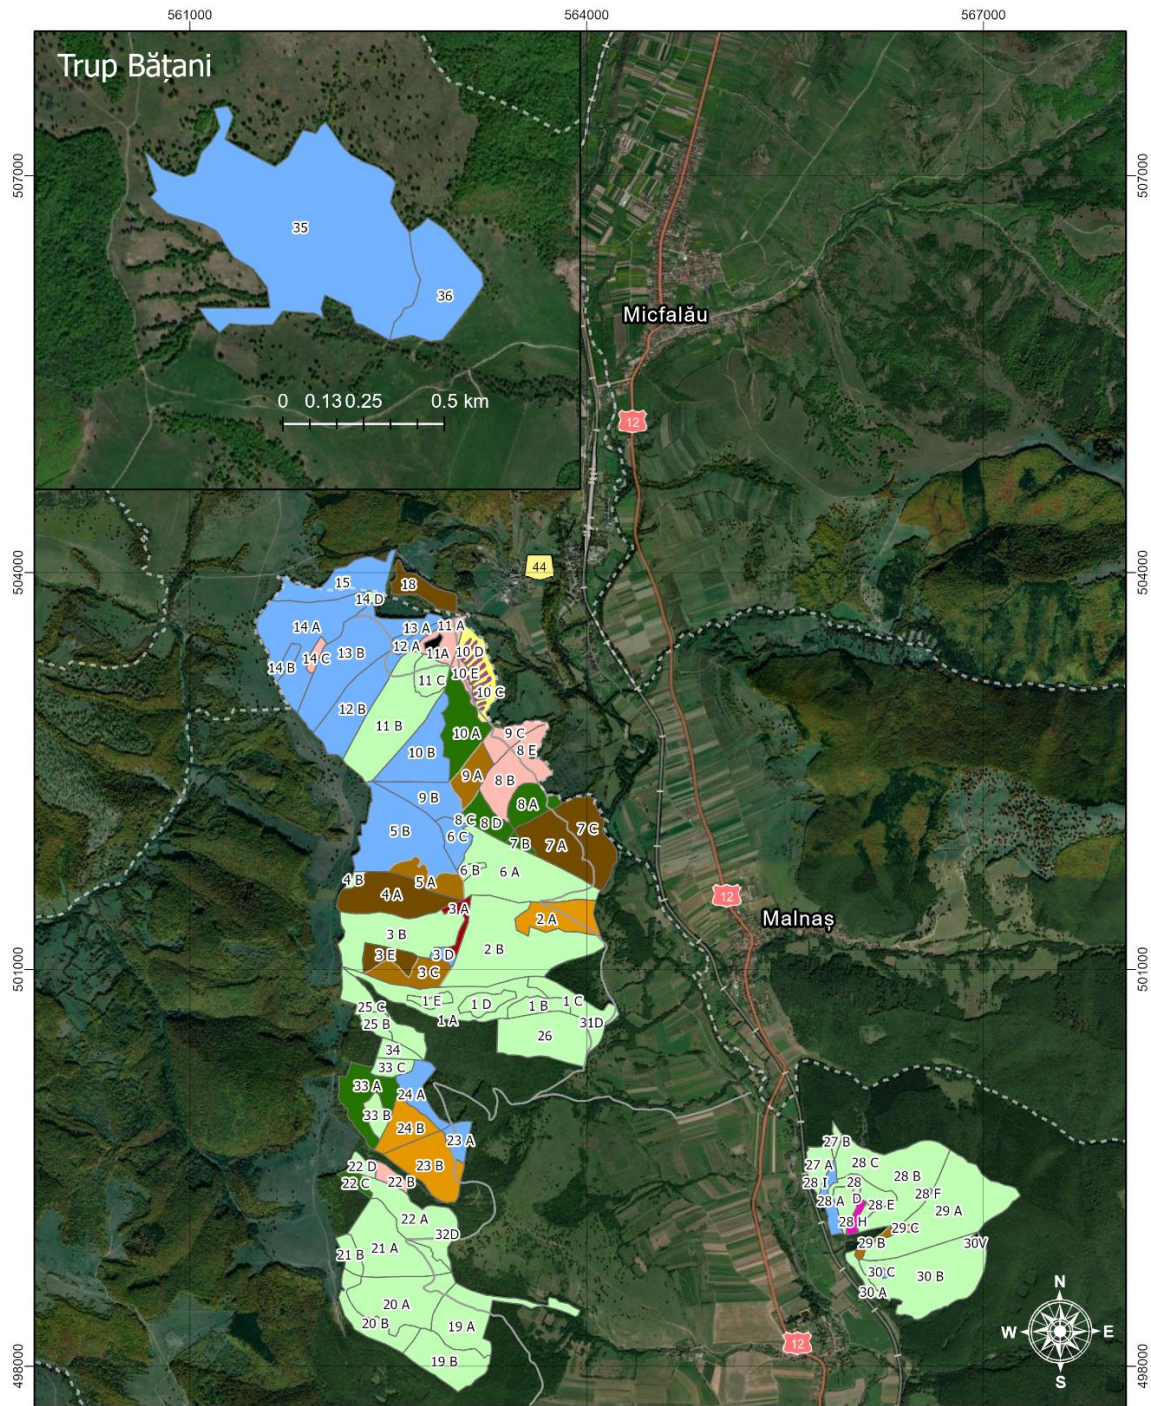 561000
564000
567000
Trup Bățani
507000
507000
35
36
0 0.13 0.25 0.5 km
Micfalău
12
504000
504000
44
15
18
14 D
14 A
13 A
11 A
12 A
11A
10 D
14 B
14 C
13 B
10 E
11 C
10 C
12 B
11 B
10 A
9 C
8 E
10 B
9 A
8 B
9 B
8 A
8 C
8 D
7 C
5 B
6 C
7 B
7 A
6 B
6 A
4 B
5 A
4 A
3 A
2 A
12
Malnaș
3 B
2 B
3 E
3 D
3 C
501000
501000
1 E
1 D
1 B
1 C
25 C
25 B
1 A
31D
26
34
33 C
33 A
24 A
33 B
24 B
23 A
27 B
22 D
23 B
27 A
28 C
22 C
22 B
28 I
28
28 B
28 A
D
28 E
28 F
29 A
22 A
28 H
29 C
32D
21 B
21 A
29 B
30V
30 C
30 B
30 A
20 A
20 B
19 A
19 B
12
N
W
E
S
498000
498000